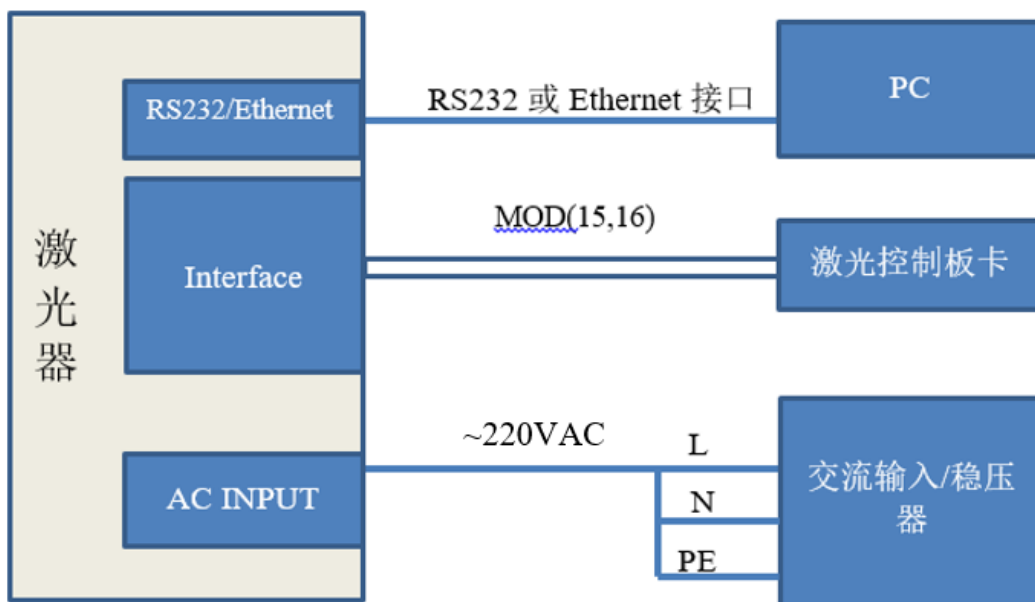 激光器
RS232/Ethernet
RS232 或 Ethernet 接口
PC
Interface
MOD(15,16)
激光控制板卡
AC INPUT
~220VAC
L
N
PE
交流输入/稳压
器